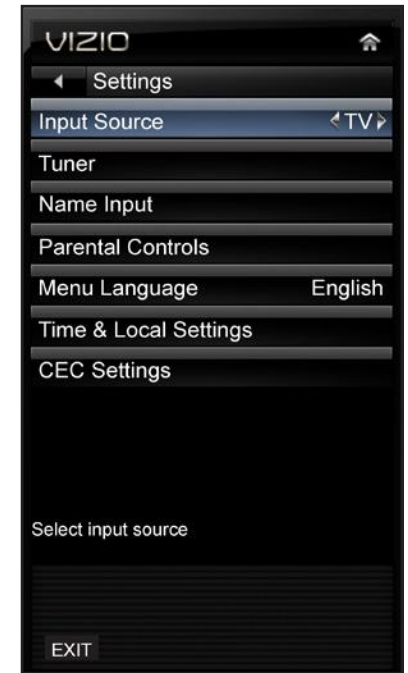 VIZIO
Settings
Input Source TV
Tuner
Name Input
Parental Controls
Menu Language English
Time & Local Settings
CEC Settings
Select input source
EXIT